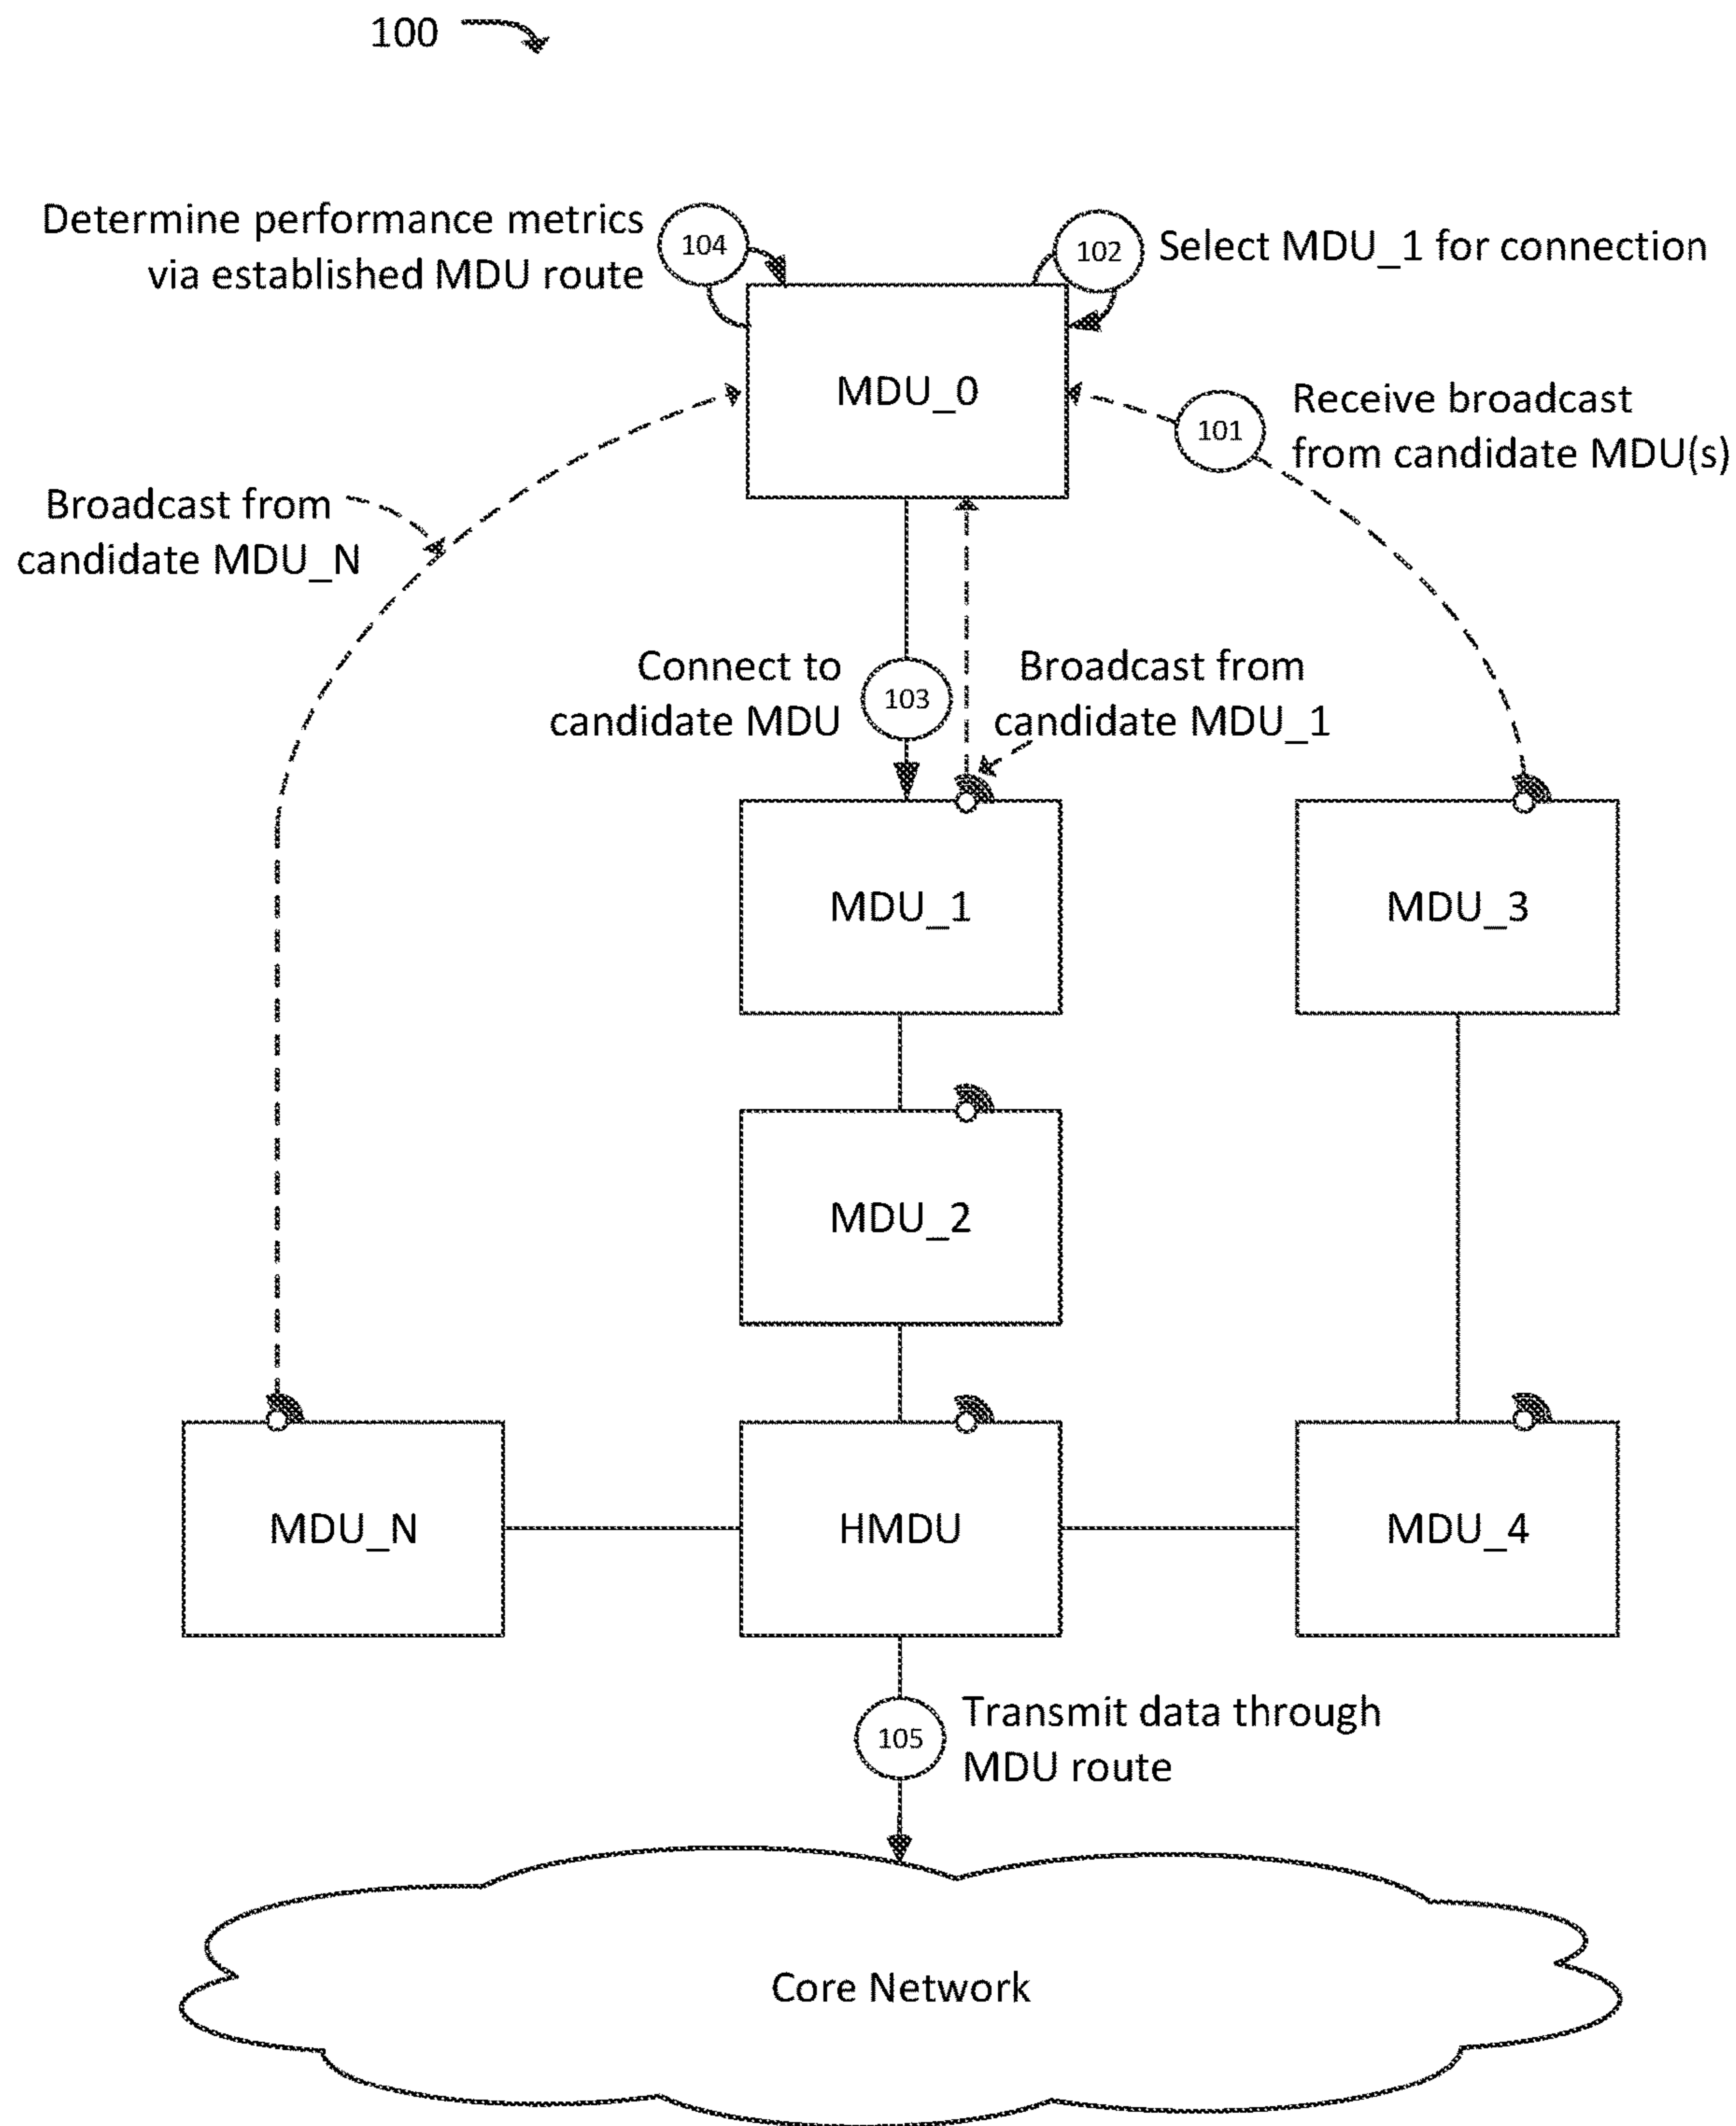 100
Determine performance metrics
via established MDU route
104
102
Select MDU_1 for connection
MDU_0
101
Receive broadcast
from candidate MDU(s)
Broadcast from
candidate MDU_N
Connect to
candidate MDU
103
Broadcast from
candidate MDU_1
MDU_1
MDU_3
MDU_2
MDU_N
HMDU
MDU_4
105
Transmit data through
MDU route
Core Network